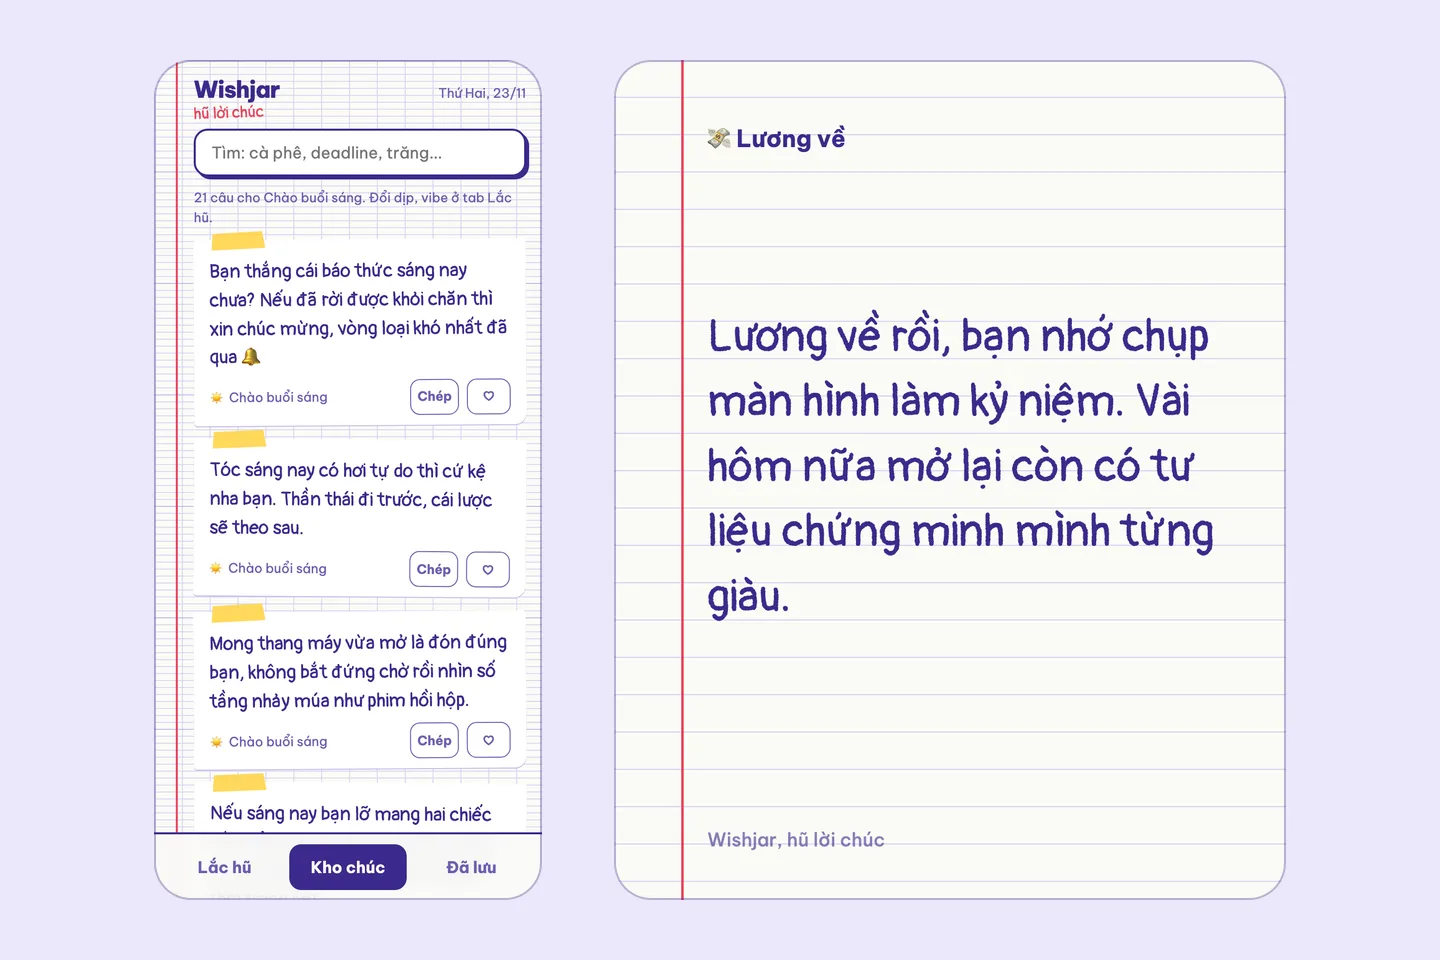 Wishjar
Thứ Hai, 23/11
hũ lời chúc
Tìm: cà phê, deadline, trăng...
21 câu cho Chào buổi sáng. Đổi dịp, vibe ở tab Lắc
hũ.
Bạn thắng cái báo thức sáng nay
chưa? Nếu đã rời được khỏi chăn thì
xin chúc mừng, vòng loại khó nhất đã
qua 🔔
☀️ Chào buổi sáng
Chép
Tóc sáng nay có hơi tự do thì cứ kệ
nha bạn. Thần thái đi trước, cái lược
sẽ theo sau.
☀️ Chào buổi sáng
Chép
Mong thang máy vừa mở là đón đúng
bạn, không bắt đứng chờ rồi nhìn số
tầng nhảy múa như phim hồi hộp.
☀️ Chào buổi sáng
Chép
Nếu sáng nay bạn lỡ mang hai chiếc
Lắc hũ
Kho chúc
Đã lưu
💸 Lương về
Lương về rồi, bạn nhớ chụp
màn hình làm kỷ niệm. Vài
hôm nữa mở lại còn có tư
liệu chứng minh mình từng
giàu.
Wishjar, hũ lời chúc